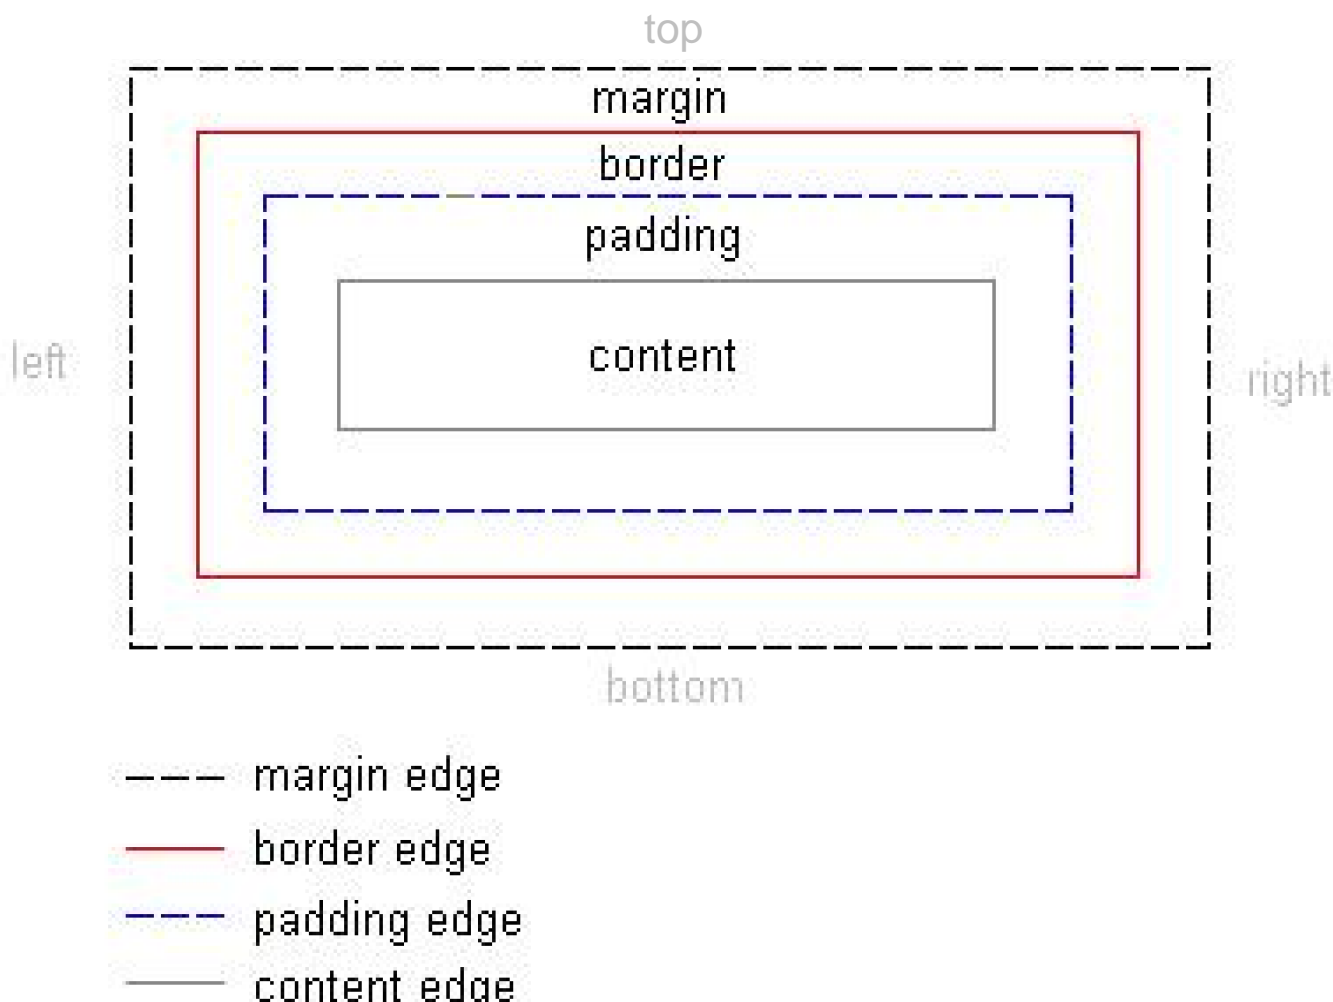 top
margin
border
padding
content
left
right
bottom
margin edge
border edge
padding edge
content edge